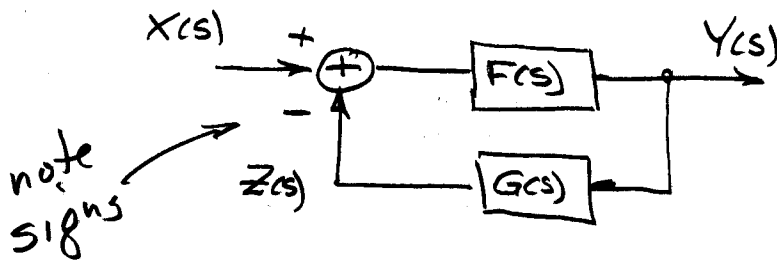 X(s)
+
+
F(s)
Y(s)
−
note
signs
Z(s)
G(s)